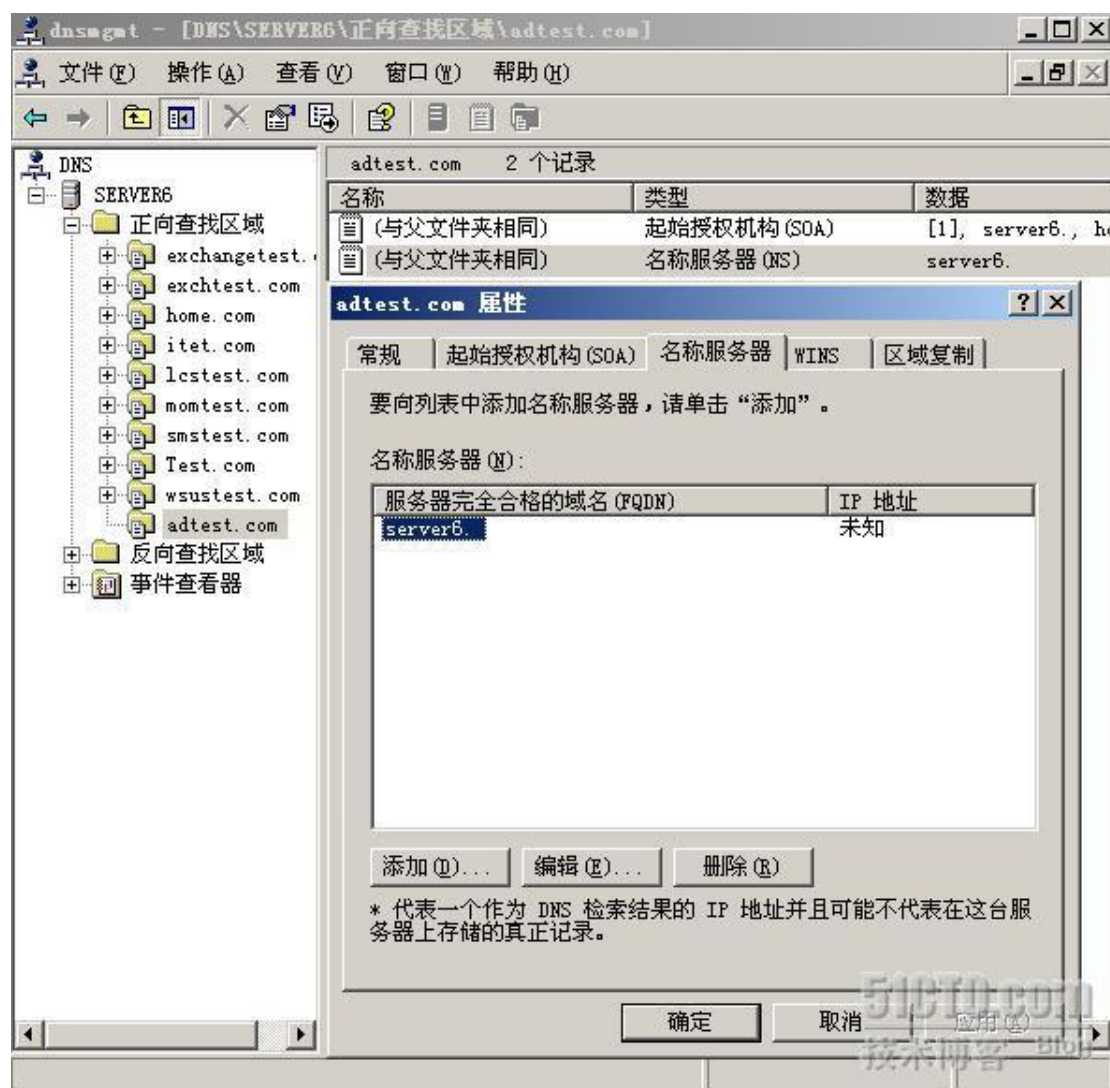 dnsmgmt - [DNS\SERVER6\正向查找区域\adtest.com]
文件(F) 操作(A) 查看(V) 窗口(W) 帮助(H)
DNS
SERVER6
正向查找区域
exchangetest.
exchtest.com
home.com
itet.com
lcstest.com
momtest.com
smstest.com
Test.com
wsustest.com
adtest.com
反向查找区域
事件查看器
adtest.com 2 个记录
名称 类型 数据
(与父文件夹相同) 起始授权机构(SOA) [1], server6., ho
(与父文件夹相同) 名称服务器(NS) server6.
adtest.com 属性
常规 起始授权机构(SOA) 名称服务器 WINS 区域复制
要向列表中添加名称服务器，请单击“添加”。
名称服务器(N):
服务器完全合格的域名(FQDN) IP 地址
server6. 未知
添加(D)... 编辑(E)... 删除(R)
* 代表一个作为 DNS 检索结果的 IP 地址并且可能不代表在这台服
务器上存储的真正记录。
确定 取消 应用(A)
51CTO.com
技术博客 Blog